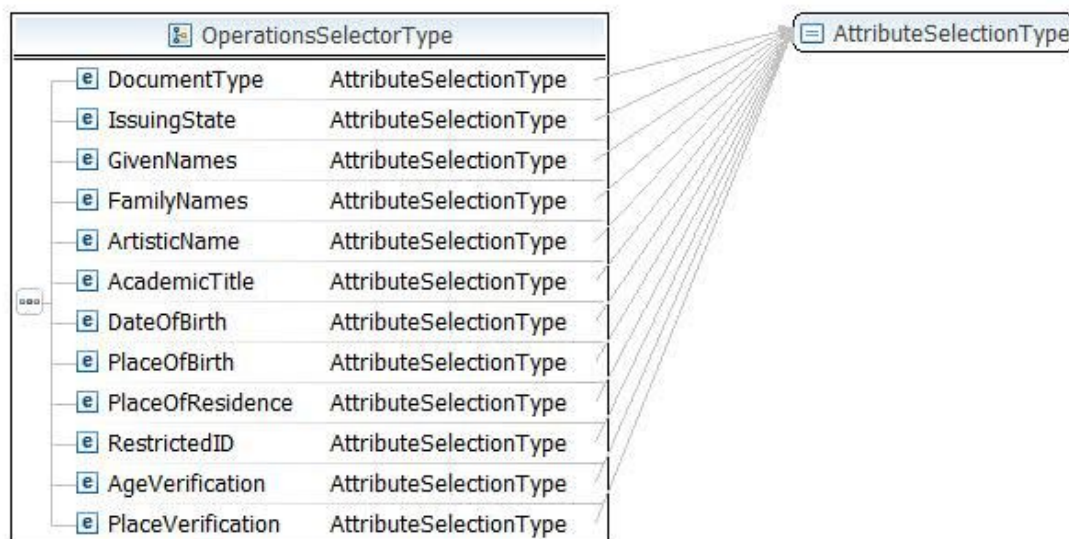 OperationsSelectorType
AttributeSelectionType
e DocumentType AttributeSelectionType
e IssuingState AttributeSelectionType
e GivenNames AttributeSelectionType
e FamilyNames AttributeSelectionType
e ArtisticName AttributeSelectionType
e AcademicTitle AttributeSelectionType
e DateOfBirth AttributeSelectionType
e PlaceOfBirth AttributeSelectionType
e PlaceOfResidence AttributeSelectionType
e RestrictedID AttributeSelectionType
e AgeVerification AttributeSelectionType
e PlaceVerification AttributeSelectionType